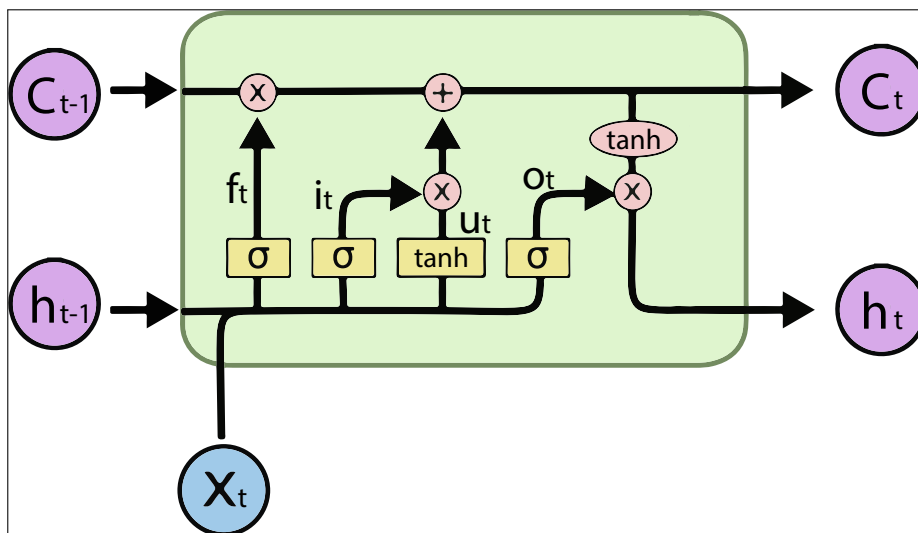 Ct-1
x
+
Ct
tanh
ft
it
x
ot
x
ut
σ
σ
tanh
σ
ht-1
ht
Xt